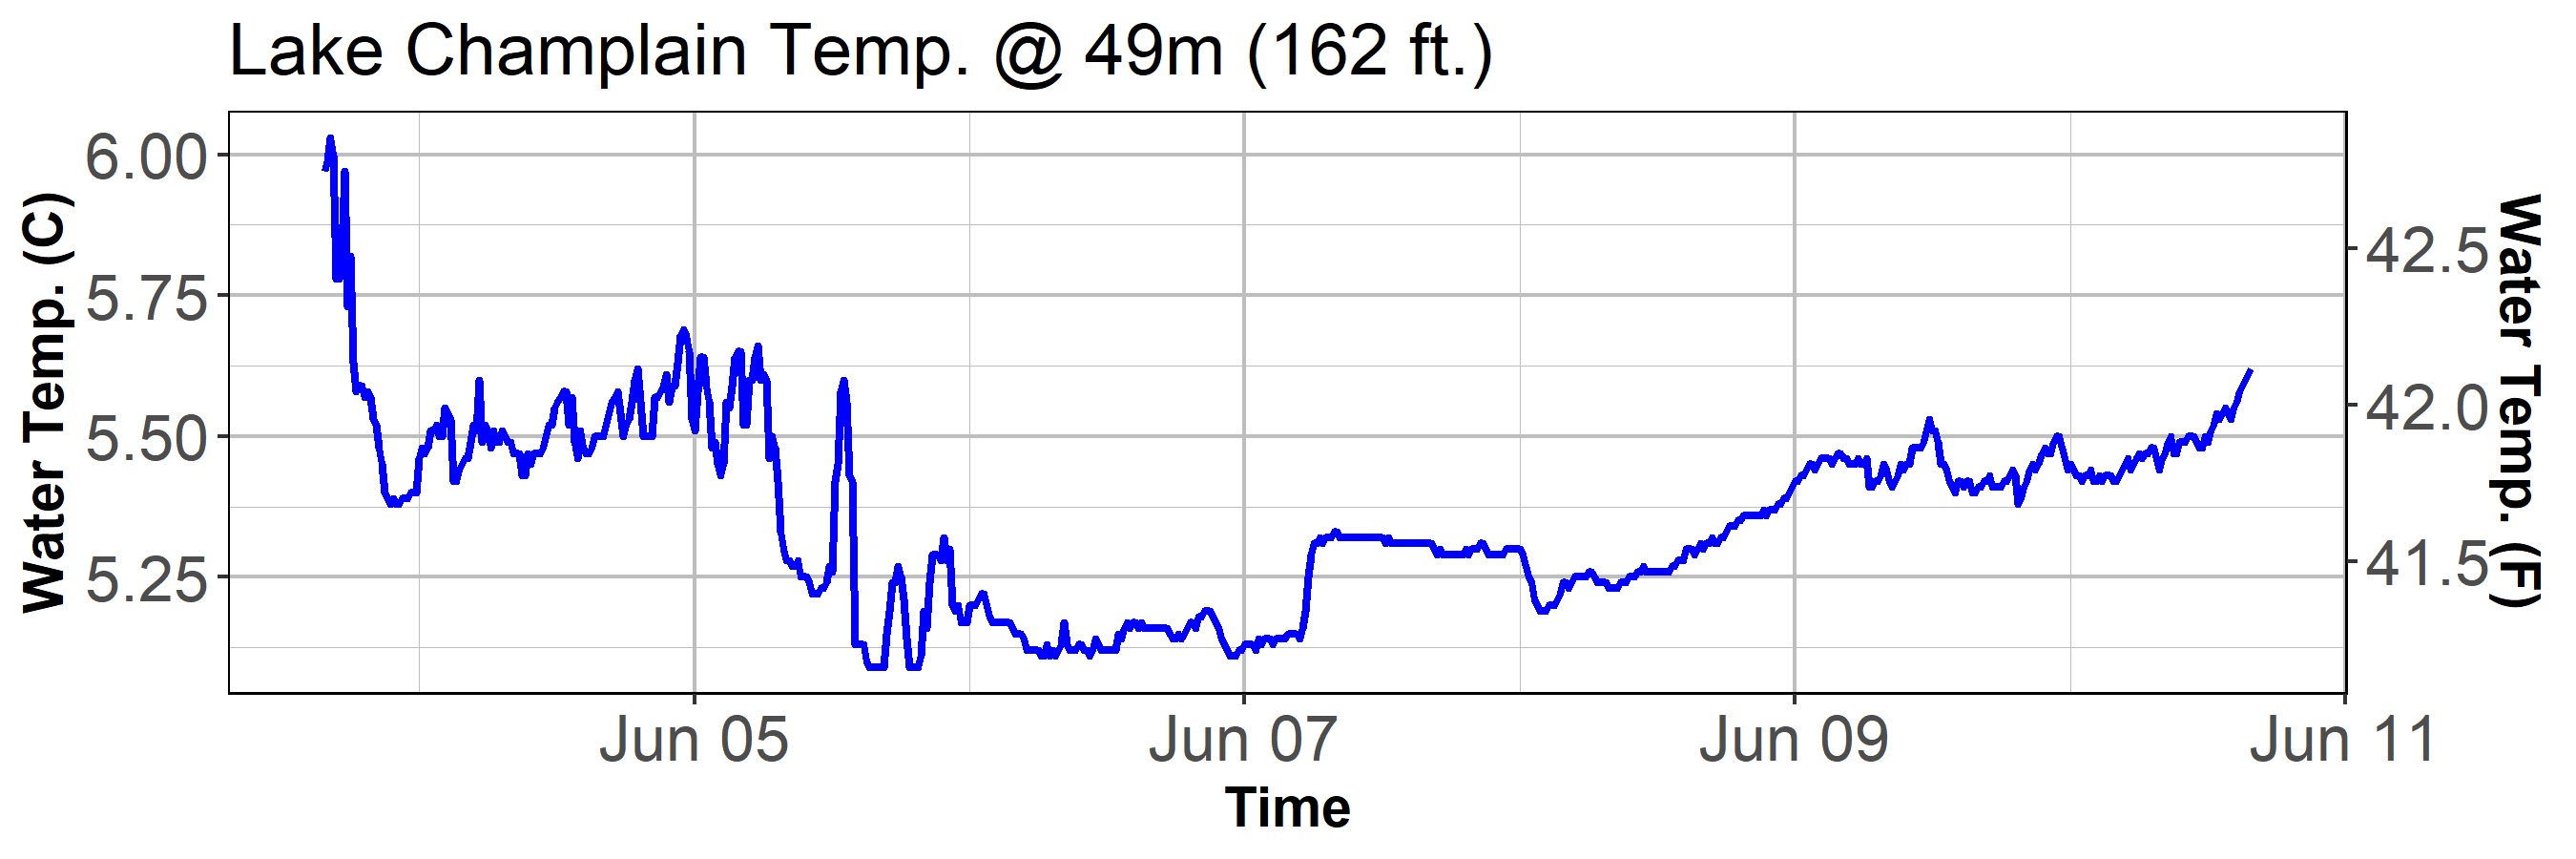 Lake Champlain Temp. @ 49m (162 ft.)
Water Temp. (C)
6.00
5.75
5.50
5.25
42.5
42.0
41.5
Water Temp. (F)
Jun 05
Jun 07
Jun 09
Jun 11
Time